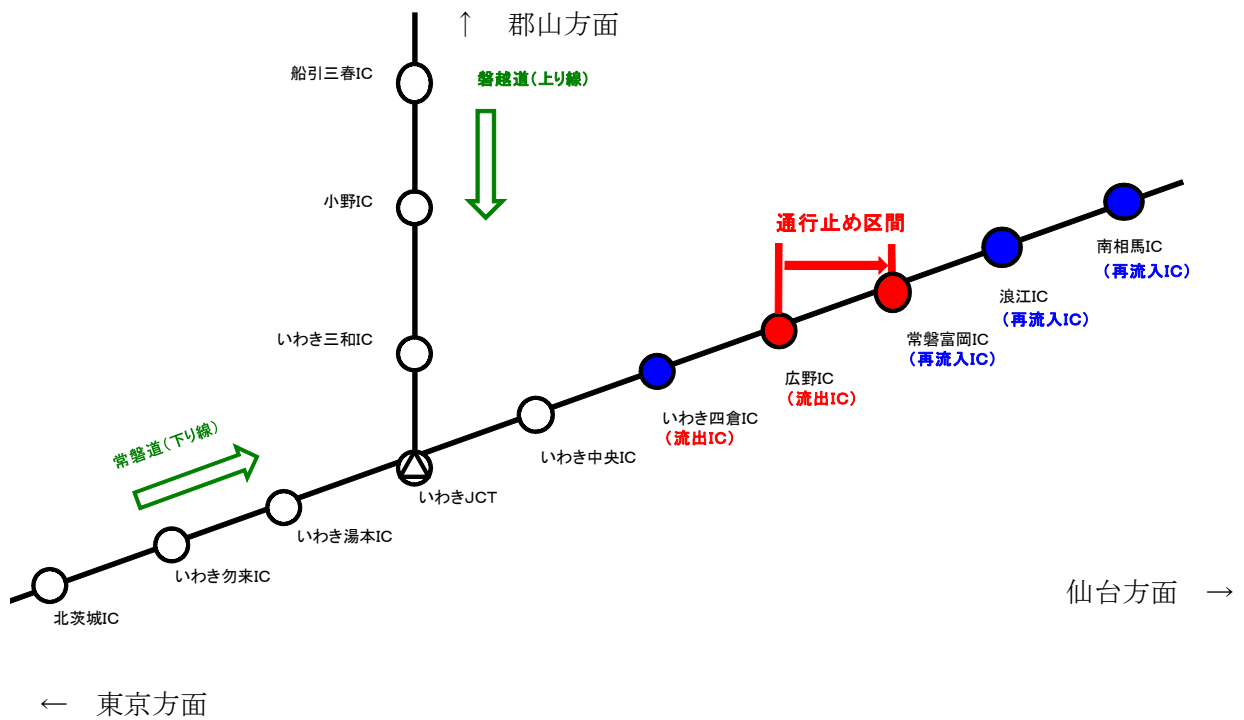 ↑　郡山方面
船引三春IC
磐越道（上り線）
小野IC
通行止め区間
南相馬IC
（再流入IC）
浪江IC
（再流入IC）
いわき三和IC
常磐富岡IC
（再流入IC）
広野IC
（流出IC）
いわき四倉IC
（流出IC）
常磐道（下り線）
いわき中央IC
いわきJCT
いわき湯本IC
いわき勿来IC
仙台方面　→
北茨城IC
←　東京方面